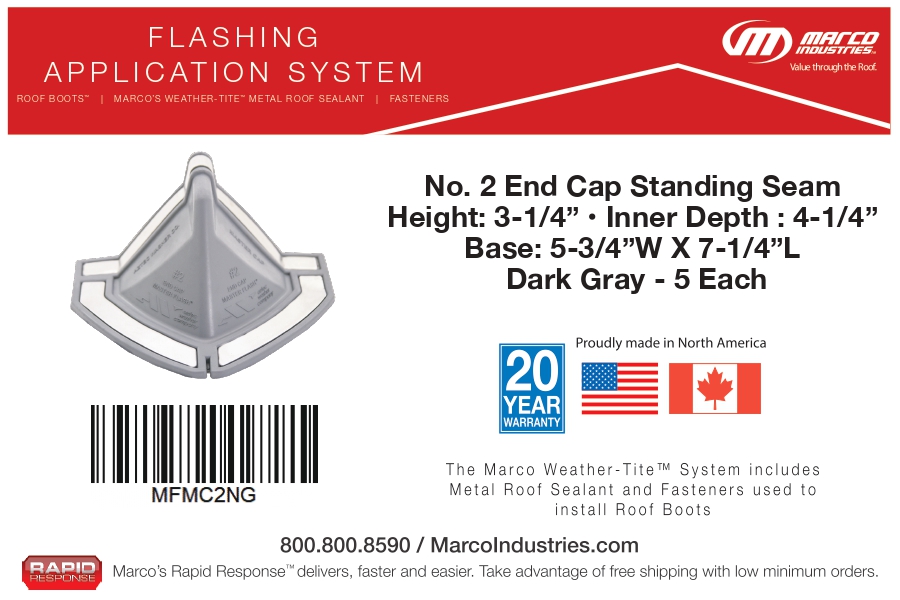 FLASHING
APPLICATION SYSTEM
ROOF BOOTS™ | MARCO'S WEATHER-TITE™ METAL ROOF SEALANT | FASTENERS
MARCO
INDUSTRIES™
Value through the Roof.
No. 2 End Cap Standing Seam
Height: 3-1/4” • Inner Depth : 4-1/4”
Base: 5-3/4”W X 7-1/4”L
Dark Gray - 5 Each
20
YEAR
WARRANTY
Proudly made in North America
MFMC2NG
The Marco Weather-Tite™ System includes
Metal Roof Sealant and Fasteners used to
install Roof Boots
800.800.8590 / MarcoIndustries.com
RAPID
RESPONSE
Marco’s Rapid Response™ delivers, faster and easier. Take advantage of free shipping with low minimum orders.